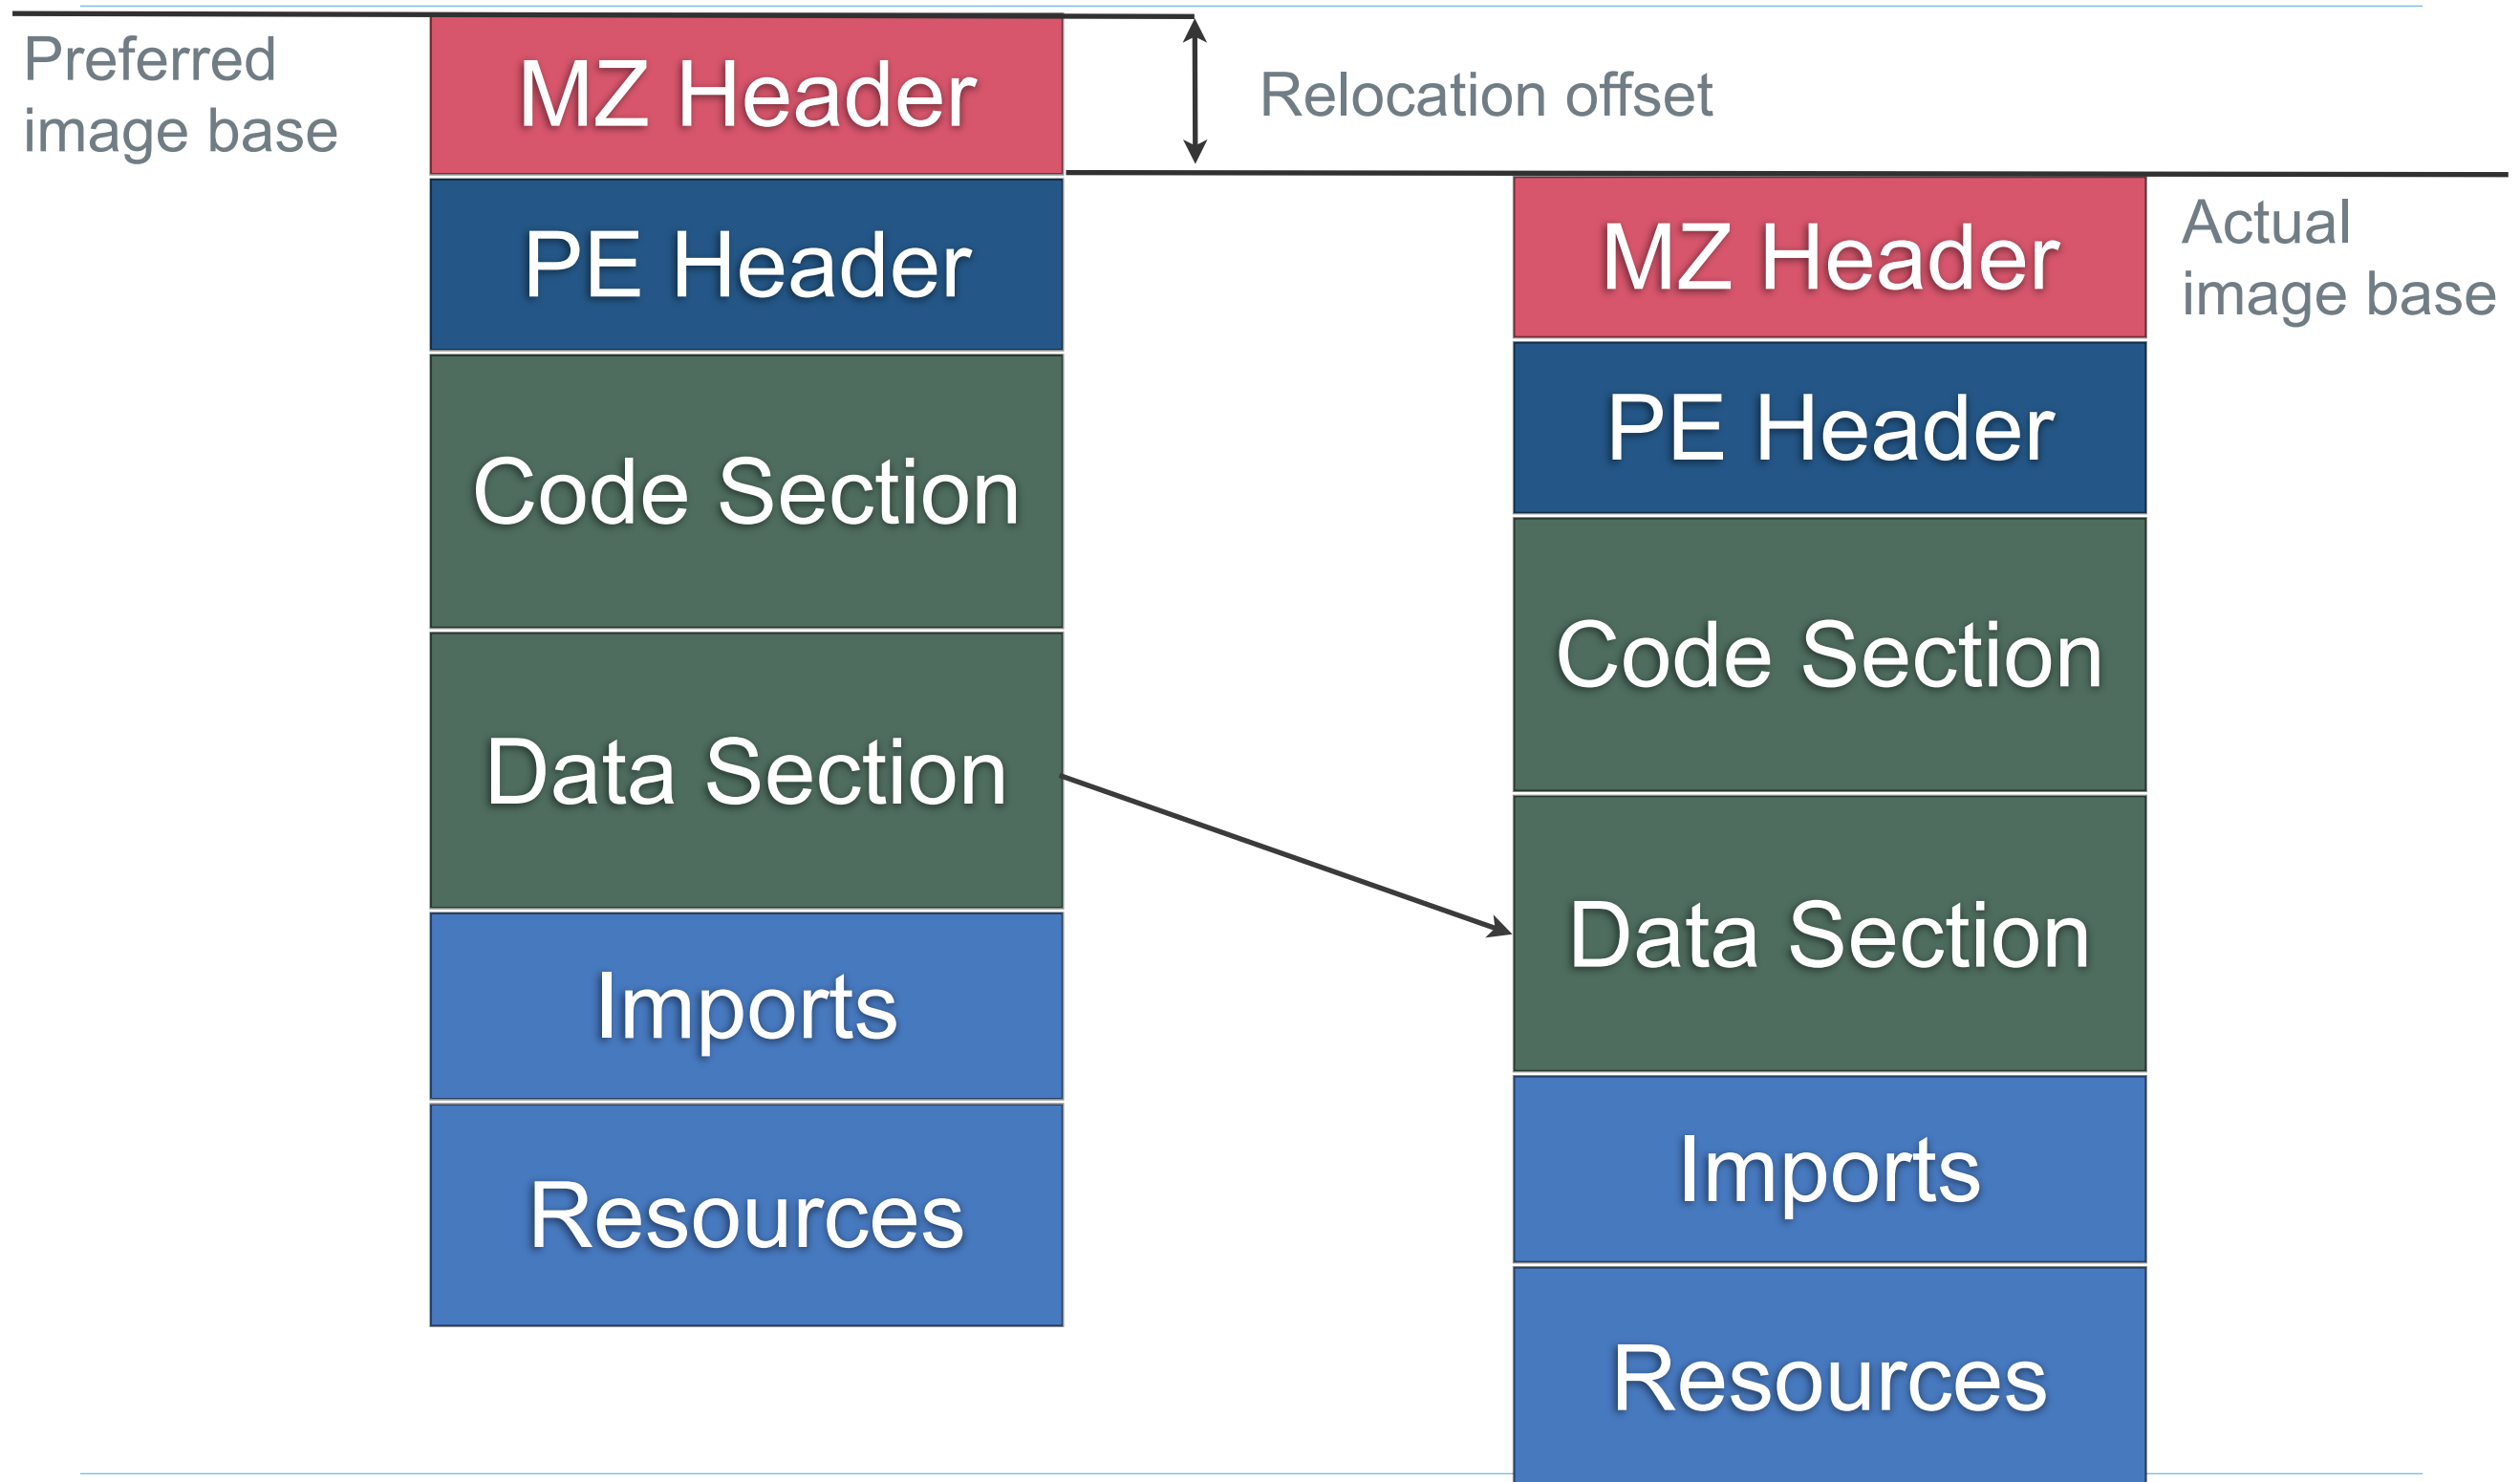 Preferred
image base
MZ Header
PE Header
Code Section
Data Section
Imports
Resources
Relocation offset
MZ Header
PE Header
Code Section
Data Section
Imports
Resources
Actual
image base